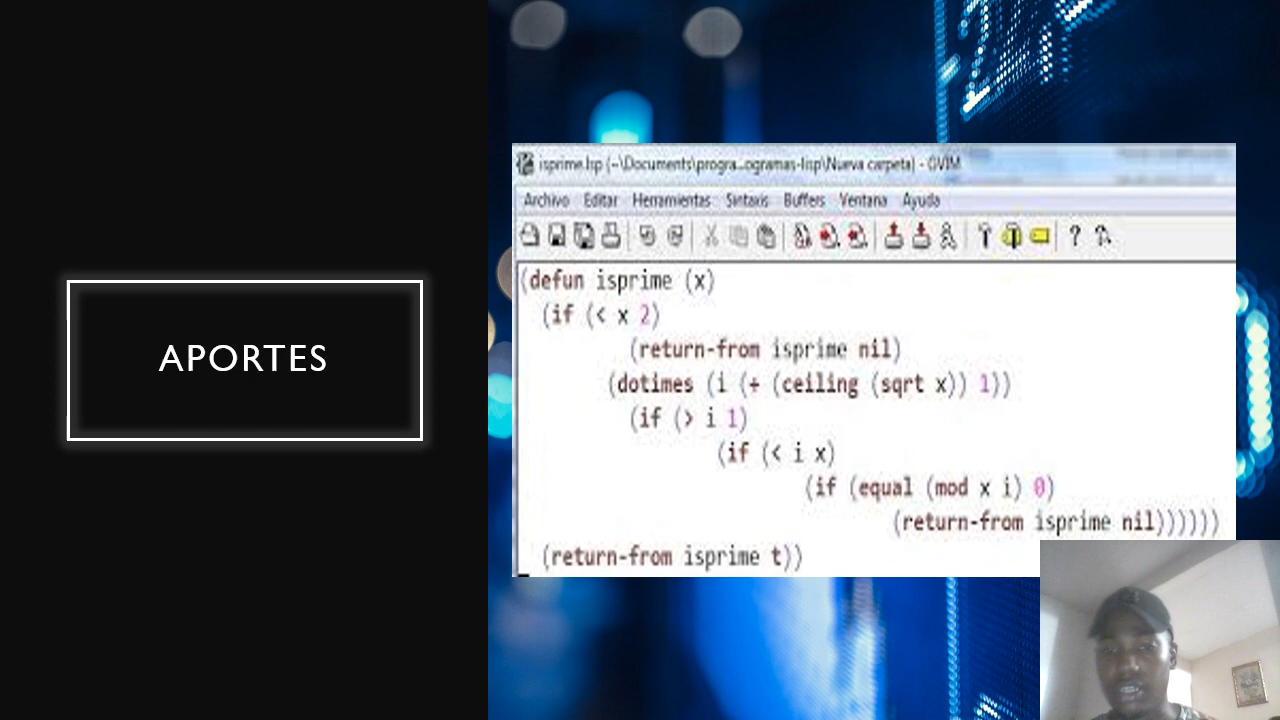 APORTES
isprime.lisp (~\Documents\progra...ogramas-lisp\Nueva carpeta) - GVIM
Archivo Editar Herramientas Sintaxis Buffers Ventana Ayuda
(defun isprime (x)
(if (< x 2)
(return-from isprime nil)
(dotimes (i (+ (ceiling (sqrt x)) 1))
(if (> i 1)
(if (< i x)
(if (equal (mod x i) 0)
(return-from isprime nil))))))
(return-from isprime t))